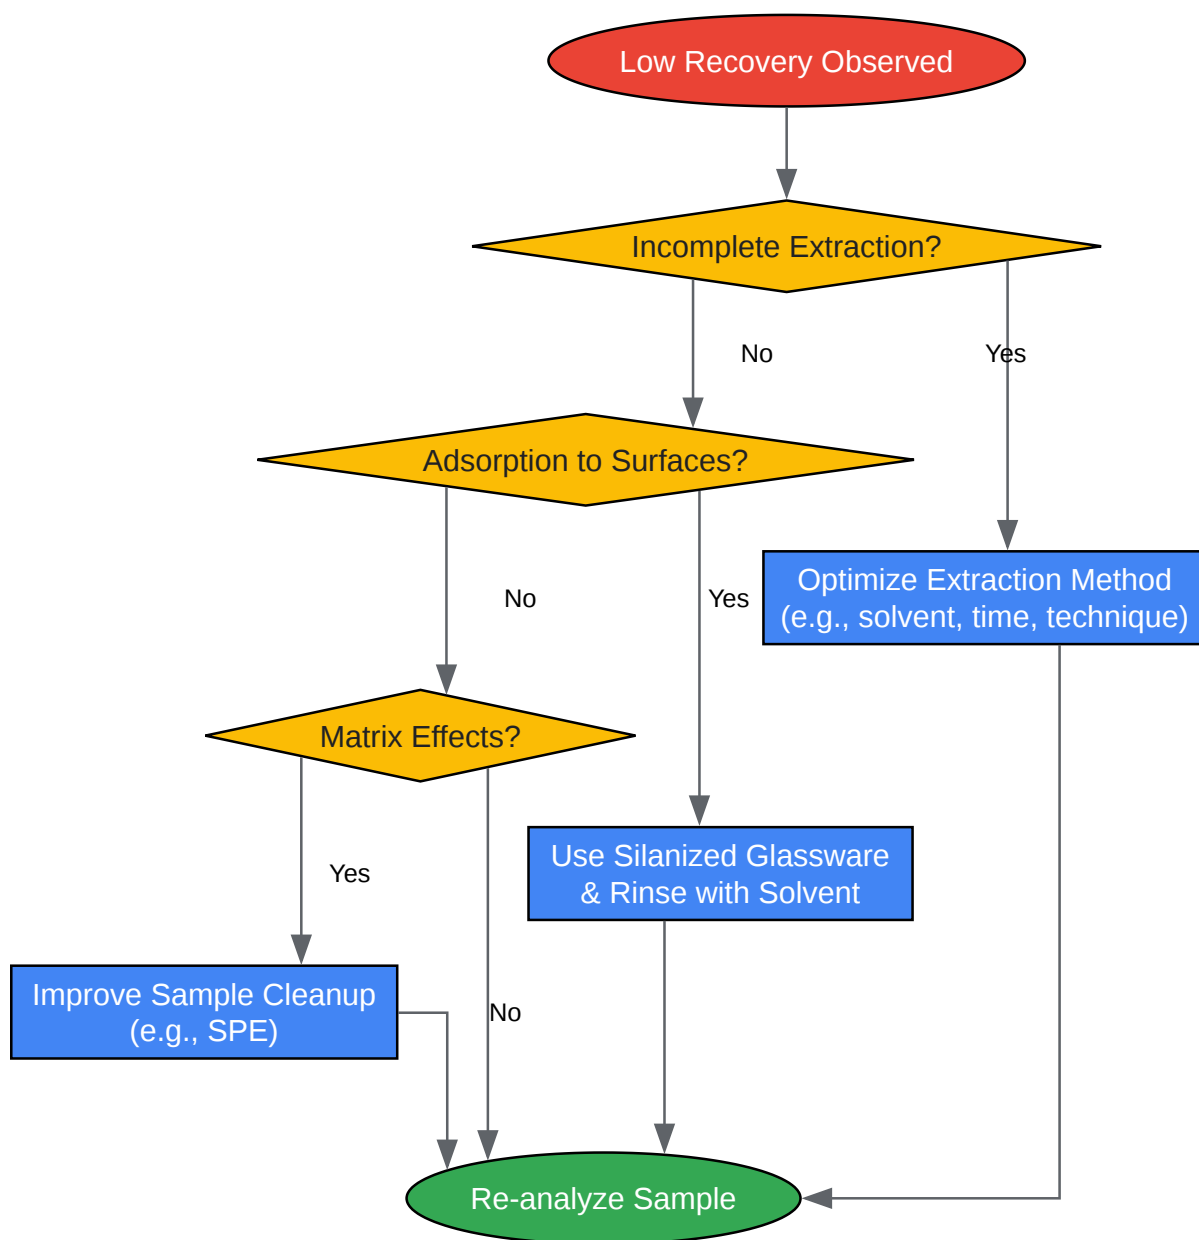 Low Recovery Observed
Incomplete Extraction?
No
Yes
Adsorption to Surfaces?
Optimize Extraction Method
(e.g., solvent, time, technique)
No
Yes
Matrix Effects?
Use Silanized Glassware
& Rinse with Solvent
Yes
Improve Sample Cleanup
(e.g., SPE)
No
Re-analyze Sample